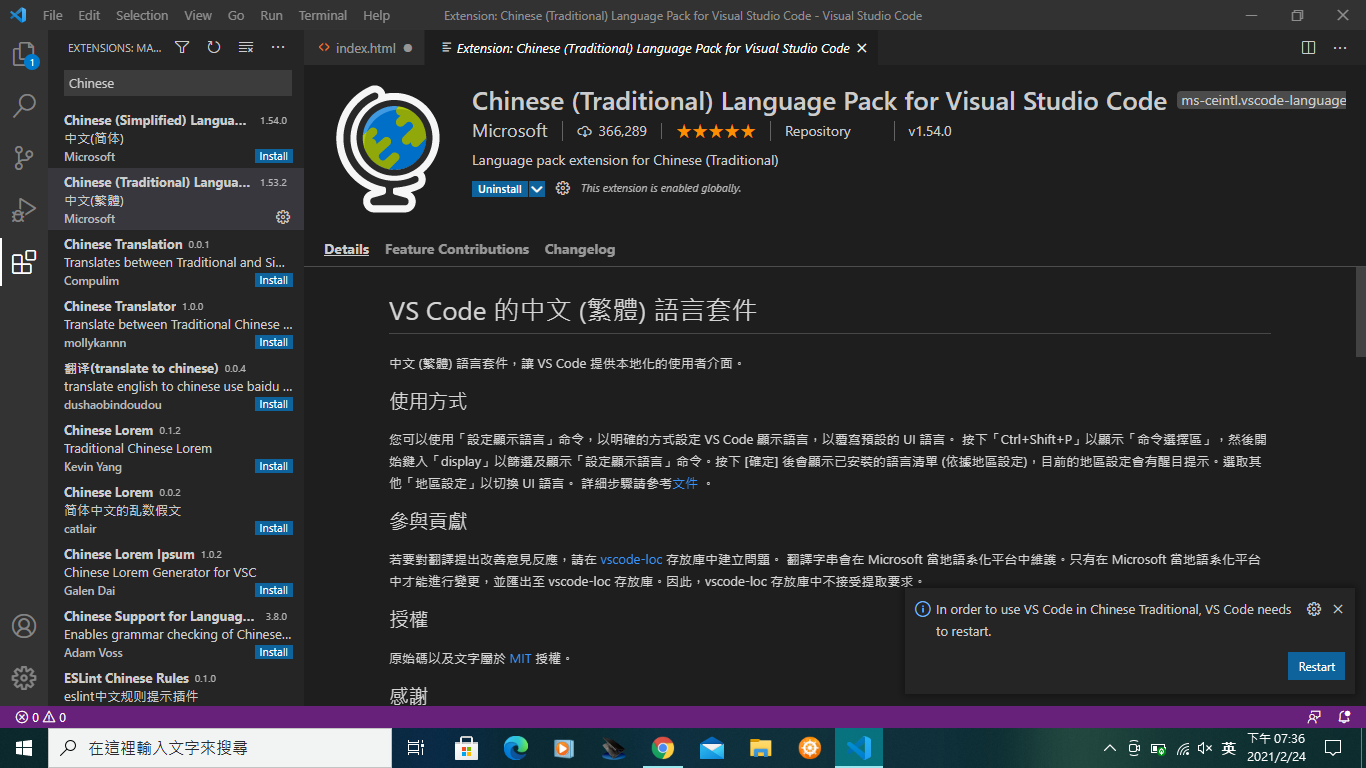 File Edit Selection View Go Run Terminal Help
Extension: Chinese (Traditional) Language Pack for Visual Studio Code - Visual Studio Code
EXTENSIONS: MA...
Chinese
Chinese (Simplified) Langua... 1.54.0
中文(简体)
Microsoft Install
Chinese (Traditional) Langua... 1.53.2
中文(繁體)
Microsoft
Chinese Translation 0.0.1
Translates between Traditional and Si...
Compulim Install
Chinese Translator 1.0.0
Translate between Traditional Chinese ...
mollykannn Install
翻译(translate to chinese) 0.0.4
translate english to chinese use baidu ...
dushaobindoudou Install
Chinese Lorem 0.1.2
Traditional Chinese Lorem
Kevin Yang Install
Chinese Lorem 0.0.2
简体中文的乱数假文
catlair Install
Chinese Lorem Ipsum 1.0.2
Chinese Lorem Generator for VSC
Galen Dai Install
Chinese Support for Languag... 3.8.0
Enables grammar checking of Chinese...
Adam Voss Install
ESLint Chinese Rules 0.1.0
eslint中文规则提示插件
1
index.html
Extension: Chinese (Traditional) Language Pack for Visual Studio Code
Chinese (Traditional) Language Pack for Visual Studio Code ms-ceintl.vscode-language
Microsoft 366,289 Repository v1.54.0
Language pack extension for Chinese (Traditional)
Uninstall This extension is enabled globally.
Details Feature Contributions Changelog
VS Code 的中文 (繁體) 語言套件
中文 (繁體) 語言套件，讓 VS Code 提供本地化的使用者介面。
使用方式
您可以使用「設定顯示語言」命令，以明確的方式設定 VS Code 顯示語言，以覆寫預設的 UI 語言。 按下「Ctrl+Shift+P」以顯示「命令選擇區」，然後開
始鍵入「display」以篩選及顯示「設定顯示語言」命令。按下 [確定] 後會顯示已安裝的語言清單 (依據地區設定)，目前的地區設定會有醒目提示。選取其
他「地區設定」以切換 UI 語言。 詳細步驟請參考文件 。
參與貢獻
若要對翻譯提出改善意見反應，請在 vscode-loc 存放庫中建立問題。 翻譯字串會在 Microsoft 當地語系化平台中維護。只有在 Microsoft 當地語系化平台
中才能進行變更，並匯出至 vscode-loc 存放庫。因此，vscode-loc 存放庫中不接受提取要求。
授權
原始碼以及文字屬於 MIT 授權。
感謝
In order to use VS Code in Chinese Traditional, VS Code needs
to restart.
Restart
0 0
在這裡輸入文字來搜尋
英
下午 07:36
2021/2/24